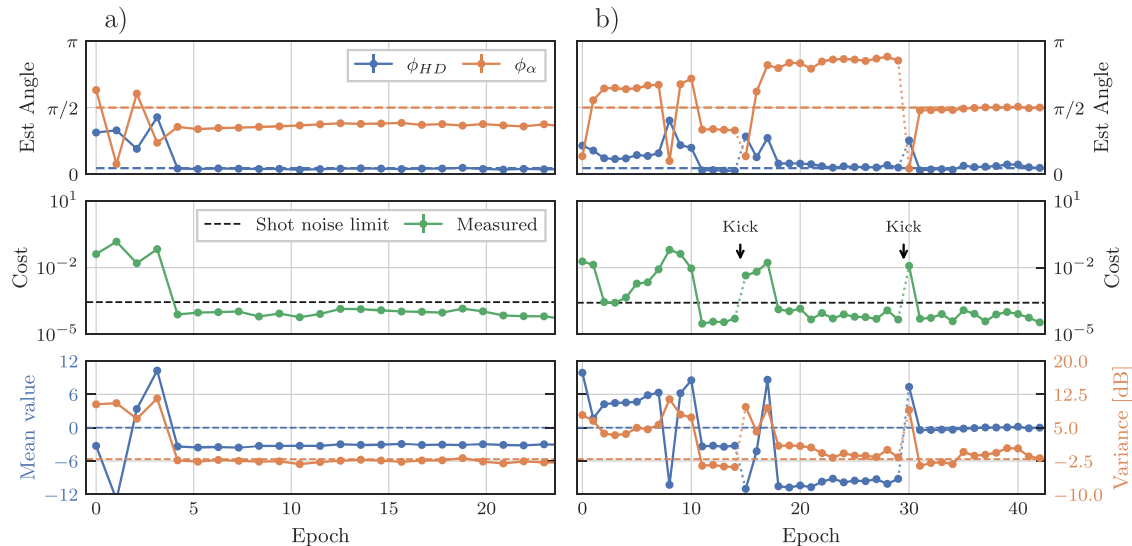 a)
b)
π
π/2
0
Est Angle
ϕ_HD
ϕ_α
π
π/2
0
Est Angle
10^1
10^−2
10^−5
Cost
Shot noise limit
Measured
Kick
Kick
10^1
10^−2
10^−5
Cost
12
6
0
−6
−12
Mean value
20.0
12.5
5.0
−2.5
−10.0
Variance [dB]
0 5 10 15 20
0 10 20 30 40
Epoch
Epoch